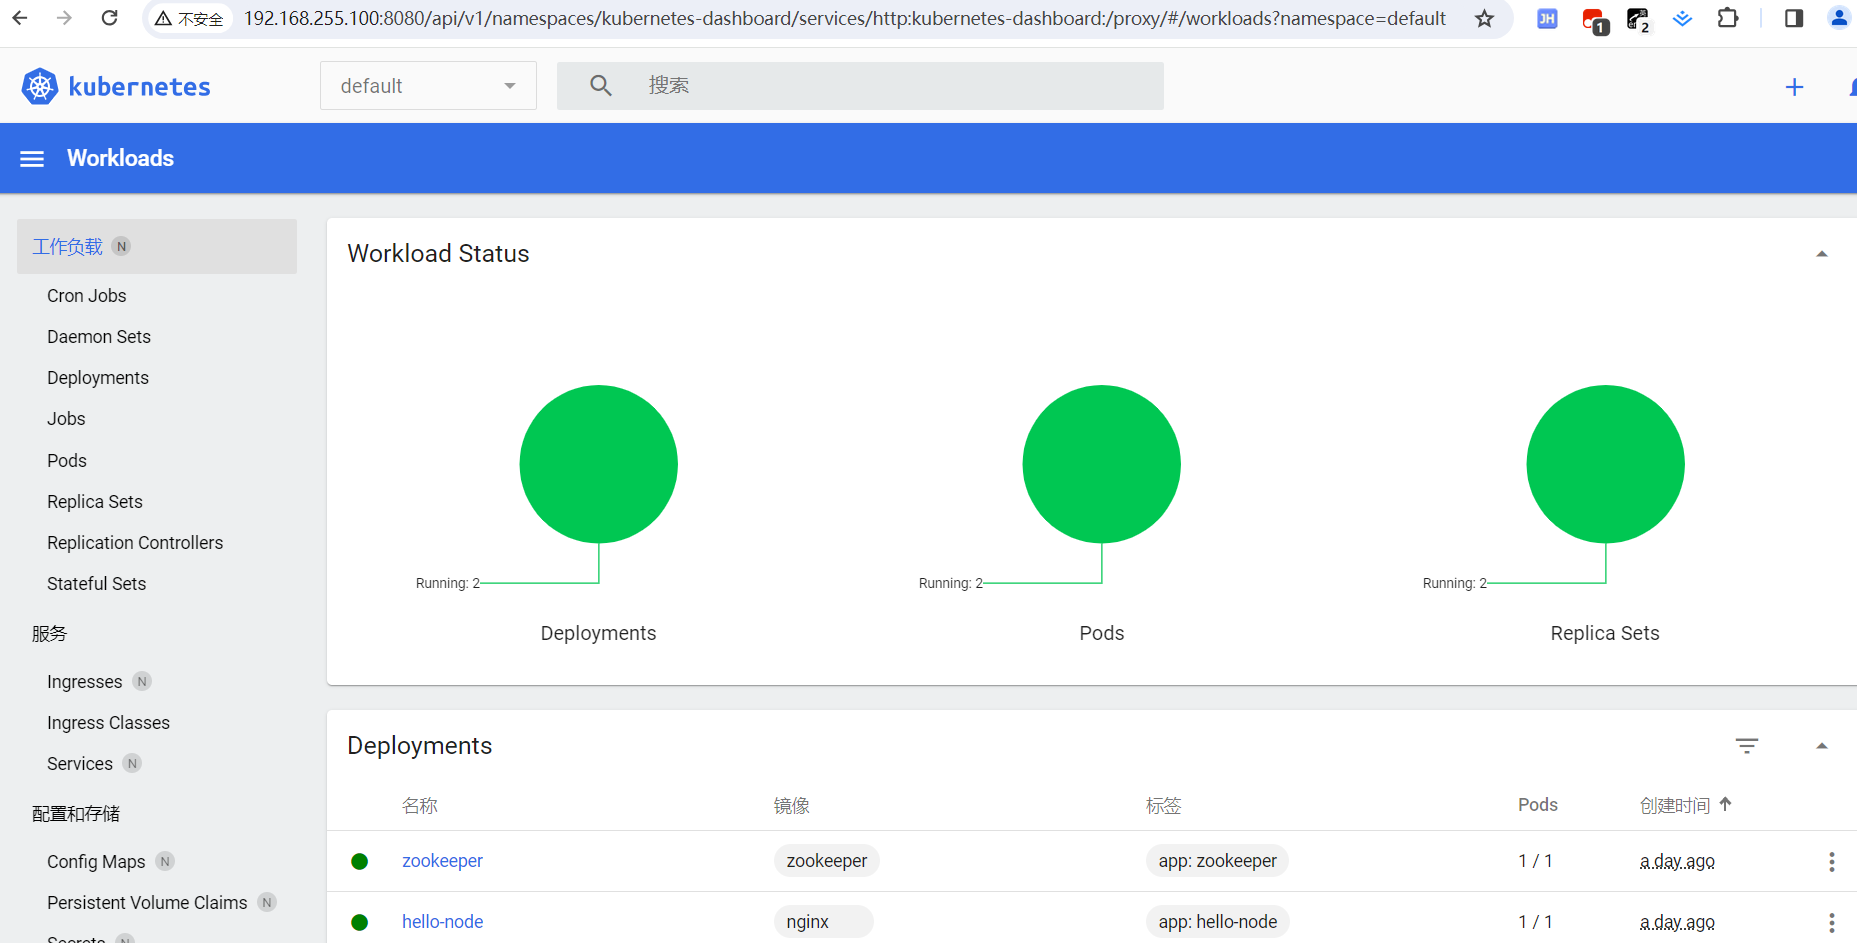 不安全 192.168.255.100:8080/api/v1/namespaces/kubernetes-dashboard/services/http:kubernetes-dashboard:/proxy/#/workloads?namespace=default JH 1 2
kubernetes default 搜索
Workloads
工作负载 N
Cron Jobs
Daemon Sets
Deployments
Jobs
Pods
Replica Sets
Replication Controllers
Stateful Sets
服务
Ingresses N
Ingress Classes
Services N
配置和存储
Config Maps N
Persistent Volume Claims N
Secrets N
Workload Status
Running: 2 Running: 2 Running: 2
Deployments Pods Replica Sets
Deployments
名称 镜像 标签 Pods 创建时间
zookeeper zookeeper app: zookeeper 1 / 1 a day ago
hello-node nginx app: hello-node 1 / 1 a day ago